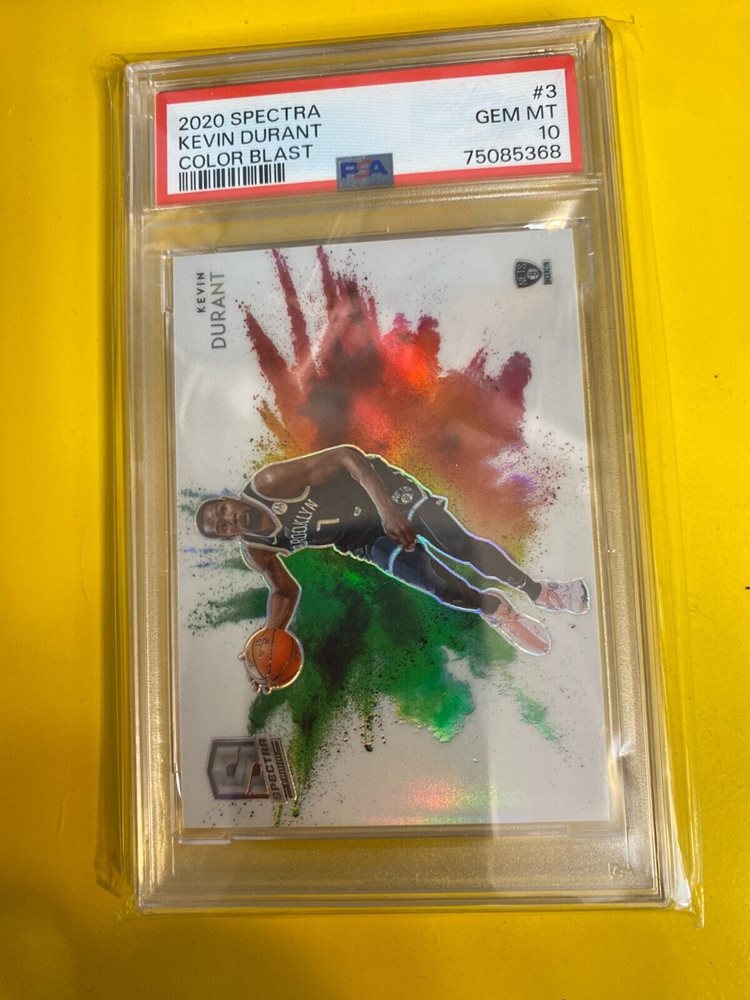 2020 SPECTRA
KEVIN DURANT
COLOR BLAST
#3
GEM MT
10
75085368
PSA
KEVIN
DURANT
NETS
BROOKLYN
7
SPECTRA